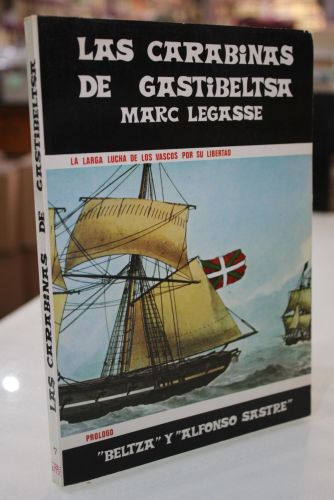 LAS CARABINAS
DE GASTIBELTSA
MARC LEGASSE
LA LARGA LUCHA DE LOS VASCOS POR SU LIBERTAD
PROLOGO
"BELTZA" Y "ALFONSO SASTRE"
LAS CARABINAS DE GASTIBELTSA
7